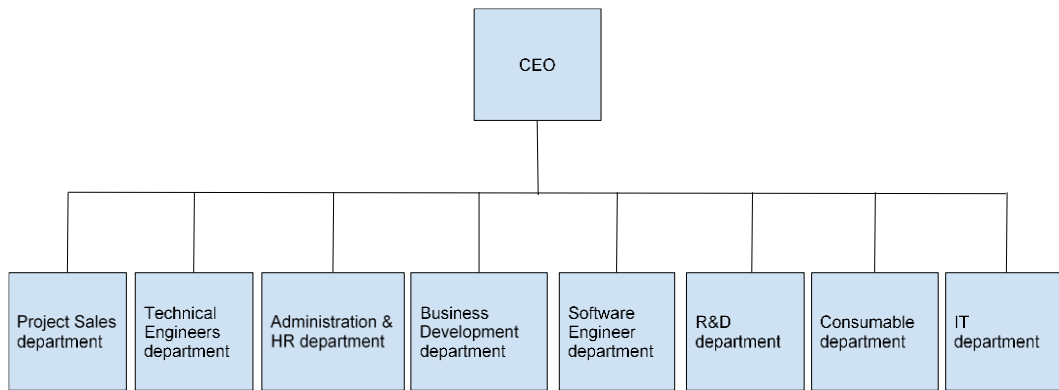 CEO
Project Sales
department
Technical
Engineers
department
Administration &
HR department
Business
Development
department
Software
Engineer
department
R&D
department
Consumable
department
IT
department